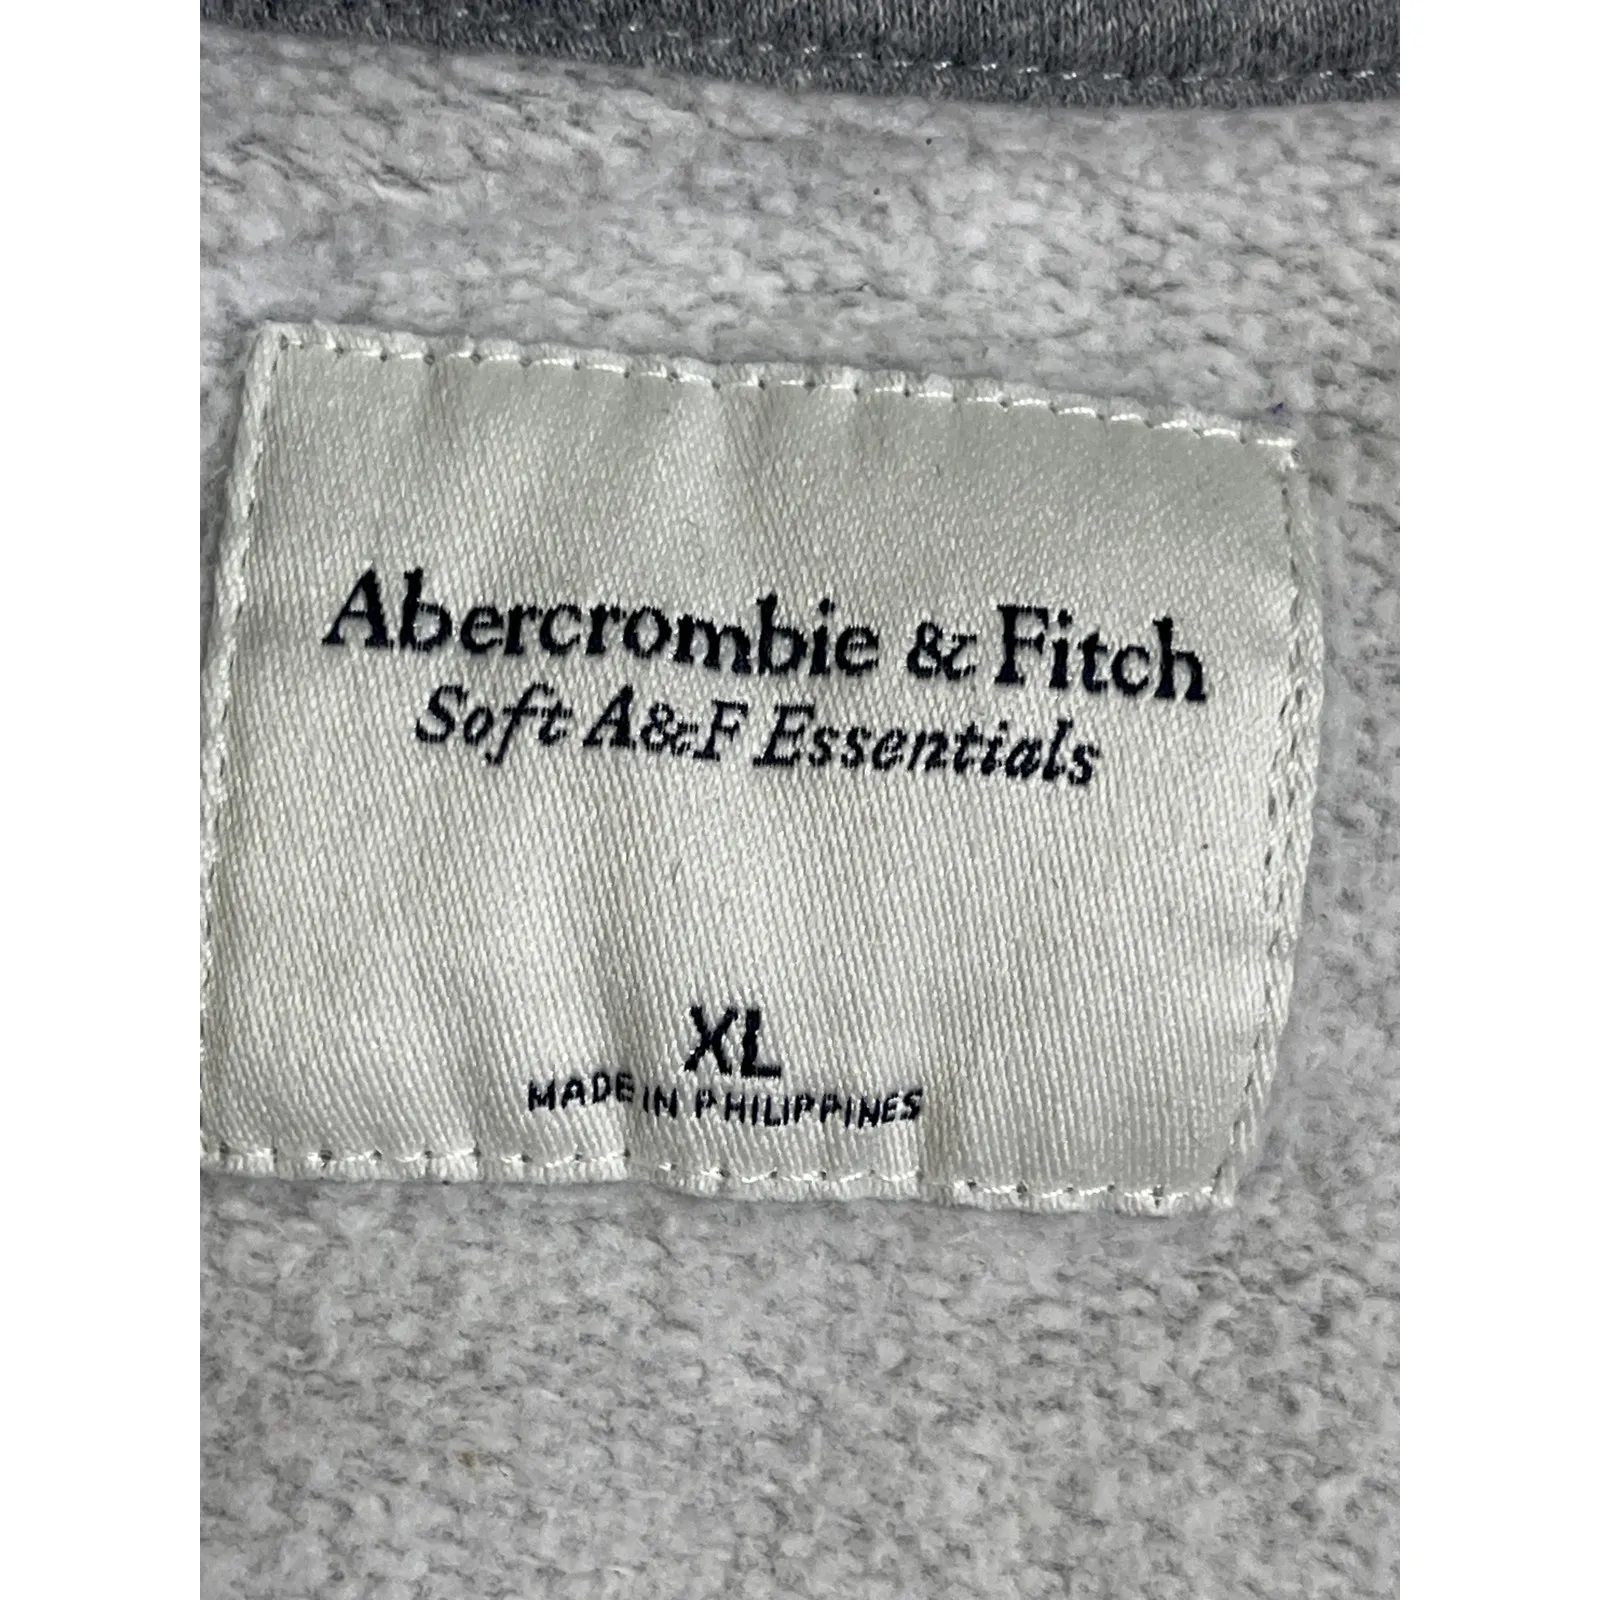 Abercrombie & Fitch
Soft A&F Essentials
XL
MADE IN PHILIPPINES